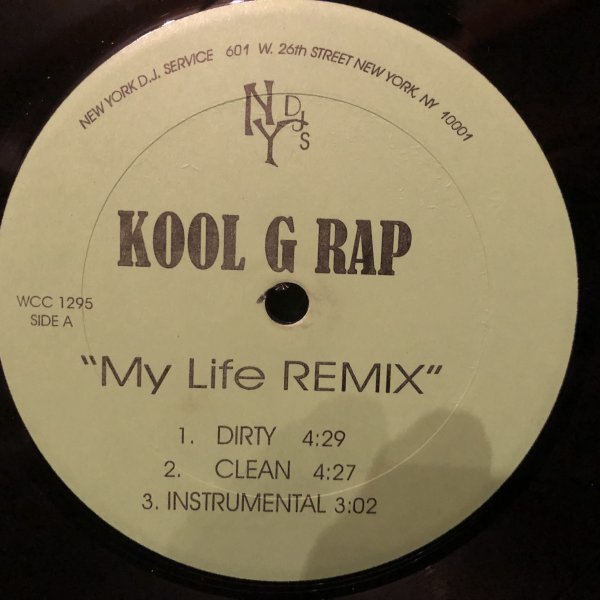 NEW YORK D.J. SERVICE 601 W. 26th STREET NEW YORK, NY 10001
NY DJS
KOOL G RAP
WCC 1295
SIDE A
"My Life REMIX"
1. DIRTY 4:29
2. CLEAN 4:27
3. INSTRUMENTAL 3:02